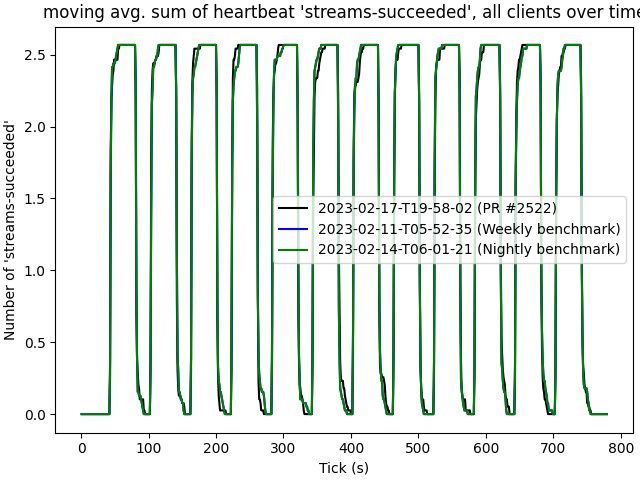 moving avg. sum of heartbeat 'streams-succeeded', all clients over time
Number of 'streams-succeeded'
2.5
2.0
1.5
1.0
0.5
0.0
2023-02-17-T19-58-02 (PR #2522)
2023-02-11-T05-52-35 (Weekly benchmark)
2023-02-14-T06-01-21 (Nightly benchmark)
0 100 200 300 400 500 600 700 800
Tick (s)